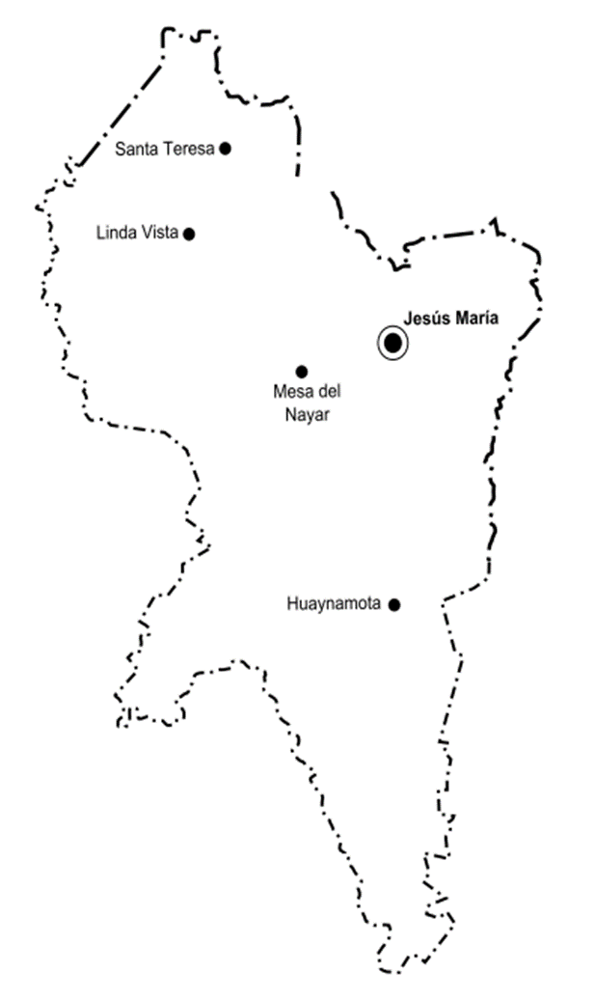 Santa Teresa
Linda Vista
Jesús María
Mesa del
Nayar
Huaynamota